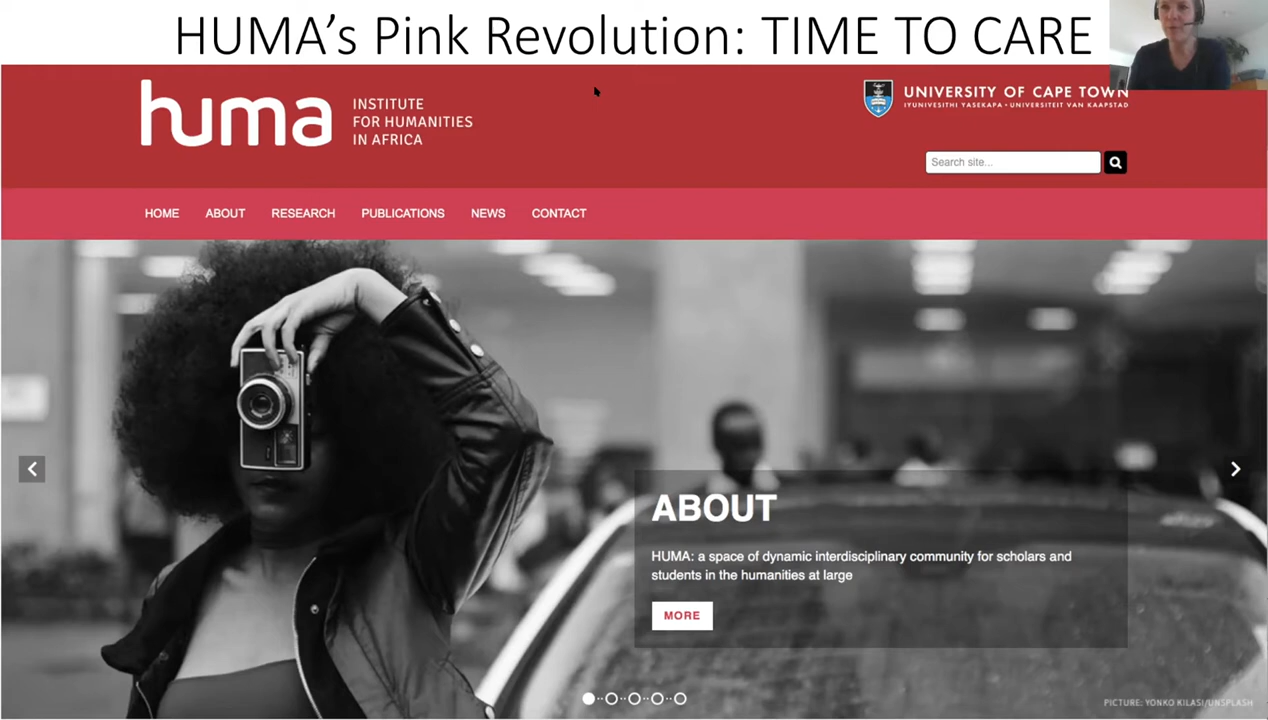 HUMA's Pink Revolution: TIME TO CARE
huma
INSTITUTE
FOR HUMANITIES
IN AFRICA
UNIVERSITY OF CAPE TOWN
IYUNIVESITHI YASEKAPA • UNIVERSITEIT VAN KAAPSTAD
Search site...
HOME ABOUT RESEARCH PUBLICATIONS NEWS CONTACT
ABOUT
HUMA: a space of dynamic interdisciplinary community for scholars and
students in the humanities at large
MORE
PICTURE: YONKO KILASI/UNSPLASH